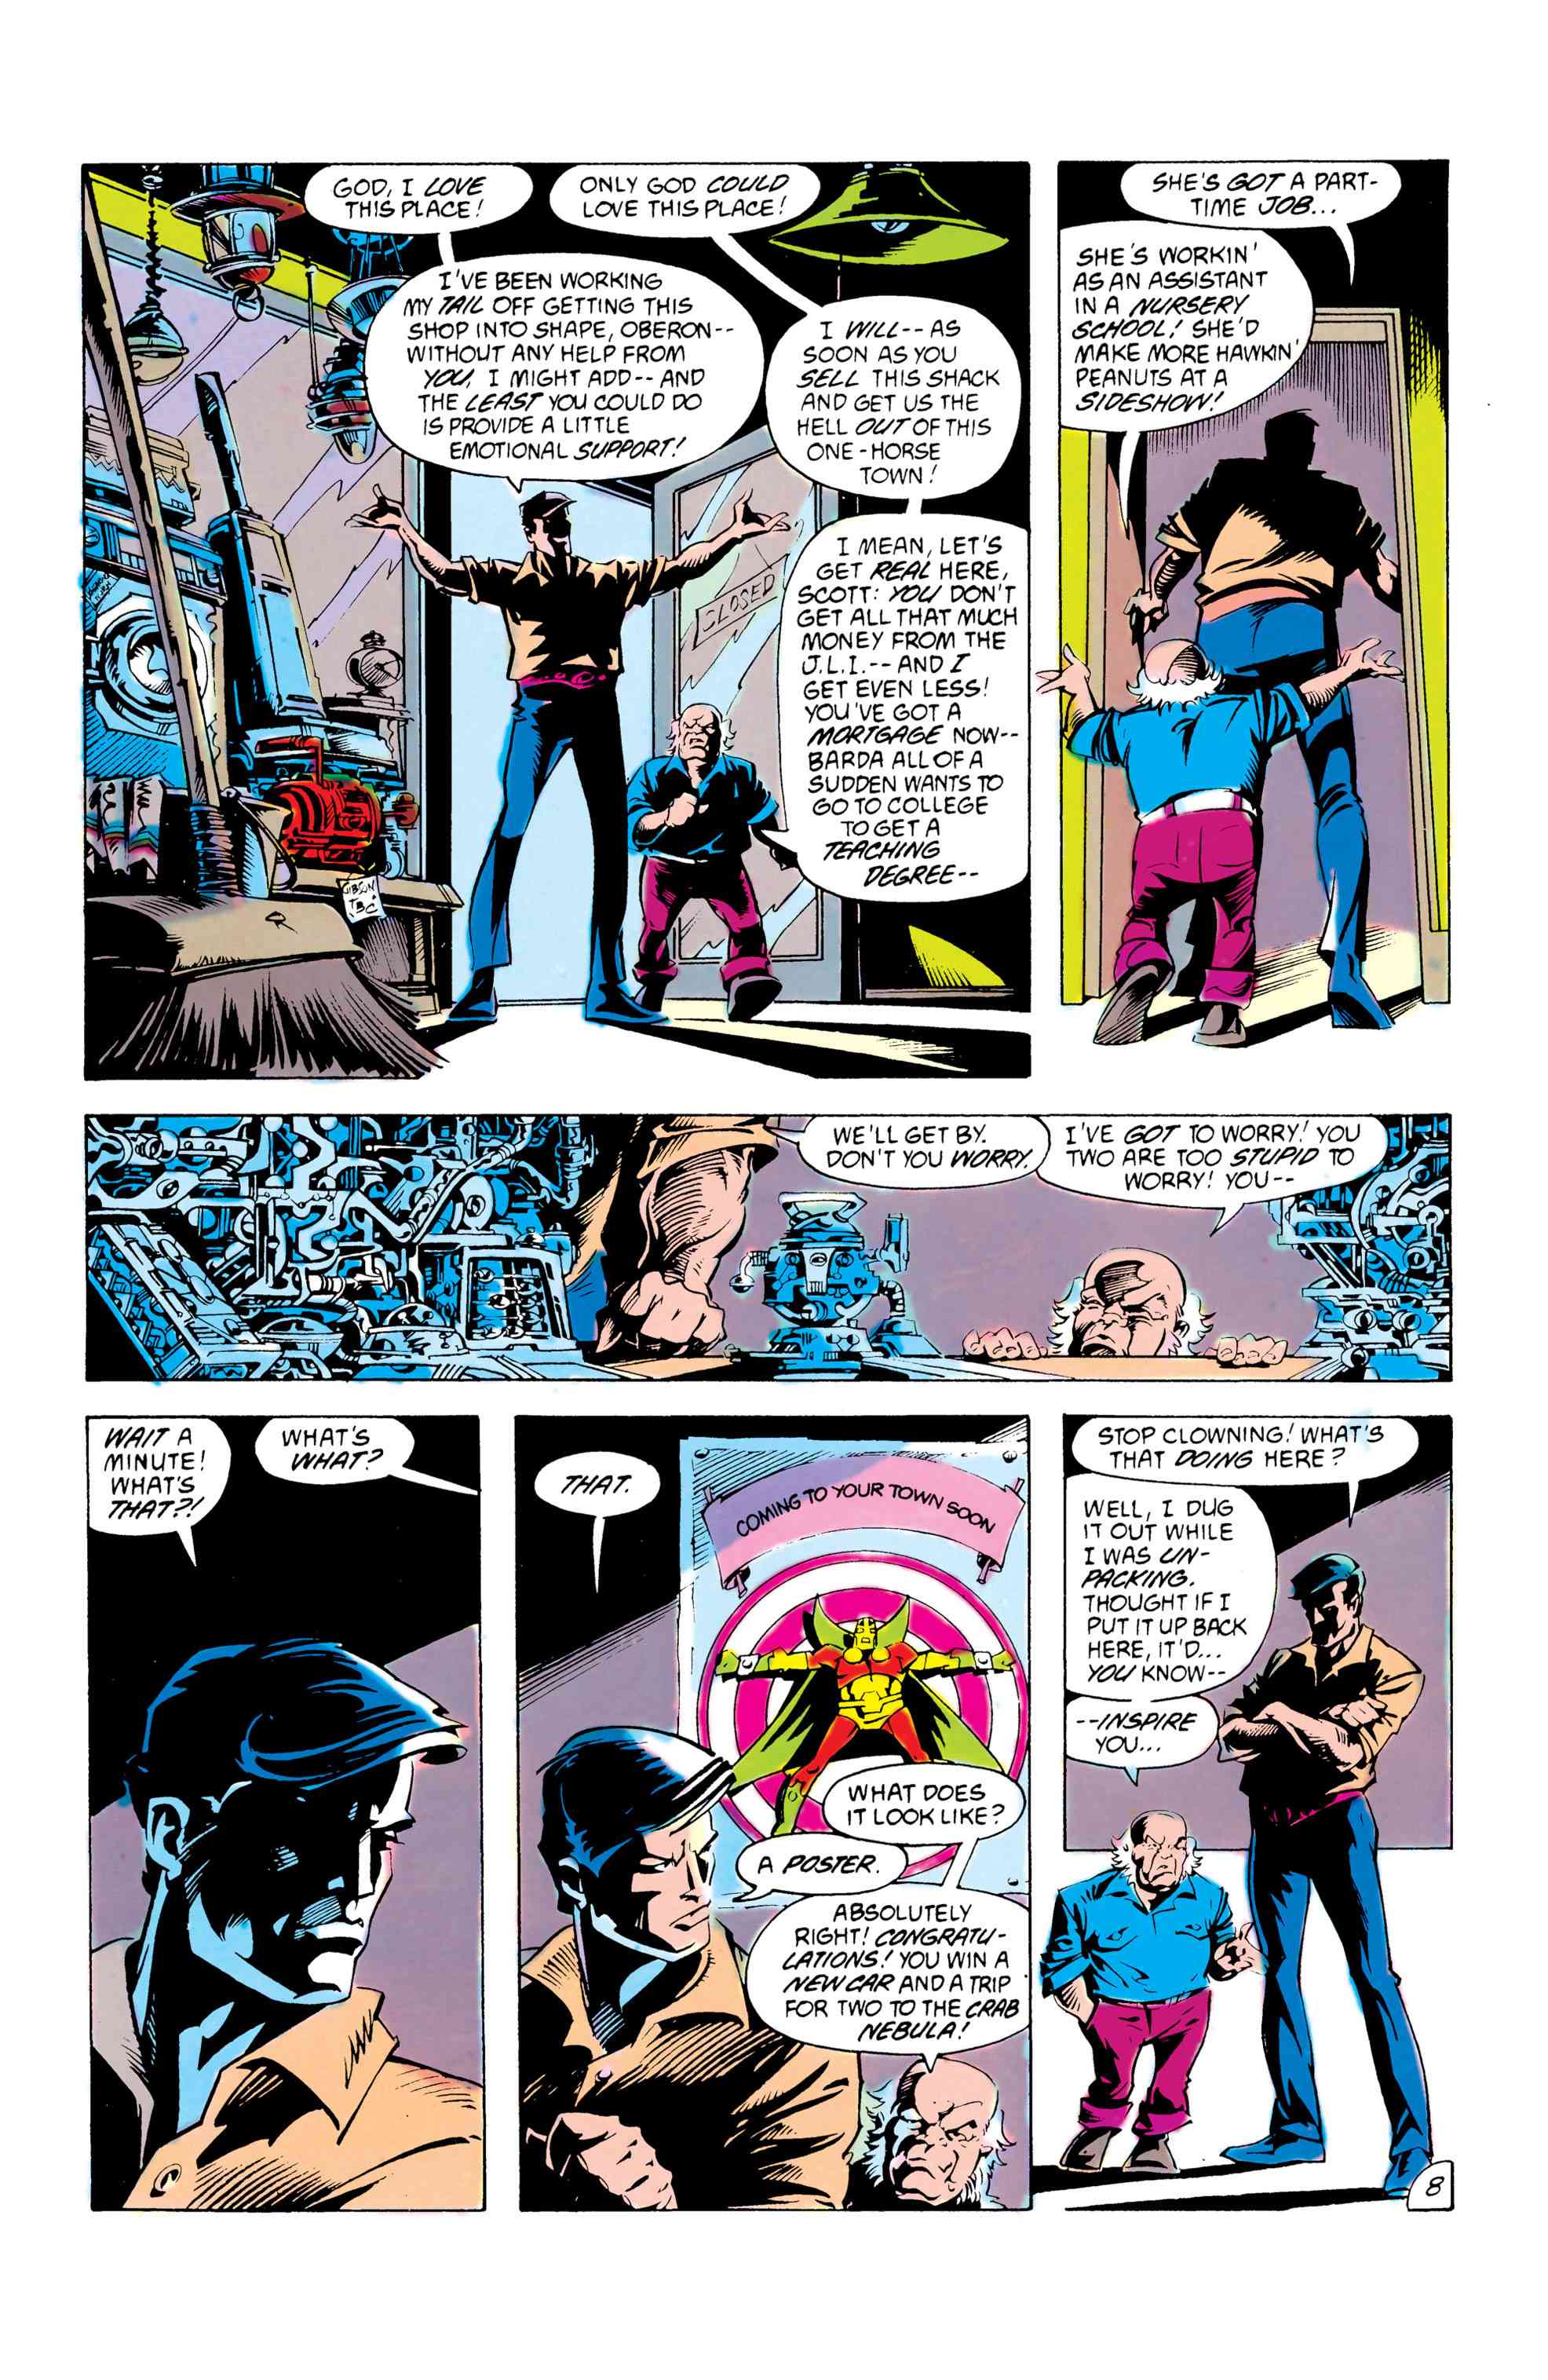 GOD, I LOVE
THIS PLACE!
ONLY GOD COULD
LOVE THIS PLACE!
I'VE BEEN WORKING
MY TAIL OFF GETTING THIS
SHOP INTO SHAPE, OBERON--
WITHOUT ANY HELP FROM
YOU, I MIGHT ADD-- AND
THE LEAST YOU COULD DO
IS PROVIDE A LITTLE
EMOTIONAL SUPPORT!
I WILL-- AS
SOON AS YOU
SELL THIS SHACK
AND GET US THE
HELL OUT OF THIS
ONE-HORSE
TOWN!
I MEAN, LET'S
GET REAL HERE,
SCOTT: YOU DON'T
GET ALL THAT MUCH
MONEY FROM THE
J.L.I.-- AND I
GET EVEN LESS!
YOU'VE GOT A
MORTGAGE NOW--
BARDA ALL OF A
SUDDEN WANTS TO
GO TO COLLEGE
TO GET A
TEACHING
DEGREE--
CLOSED
SHE'S GOT A PART-
TIME JOB...
SHE'S WORKIN'
AS AN ASSISTANT
IN A NURSERY
SCHOOL! SHE'D
MAKE MORE HAWKIN'
PEANUTS AT A
SIDESHOW!
WE'LL GET BY.
DON'T YOU WORRY.
I'VE GOT TO WORRY! YOU
TWO ARE TOO STUPID TO
WORRY! YOU--
WAIT A
MINUTE!
WHAT'S
THAT?!
WHAT'S
WHAT?
THAT.
COMING TO YOUR TOWN SOON
WHAT DOES
IT LOOK LIKE?
A POSTER.
ABSOLUTELY
RIGHT! CONGRATU-
LATIONS! YOU WIN A
NEW CAR AND A TRIP
FOR TWO TO THE CRAB
NEBULA!
STOP CLOWNING! WHAT'S
THAT DOING HERE?
WELL, I DUG
IT OUT WHILE
I WAS UN-
PACKING.
THOUGHT IF I
PUT IT UP BACK
HERE, IT'D...
YOU KNOW--
--INSPIRE
YOU...
8